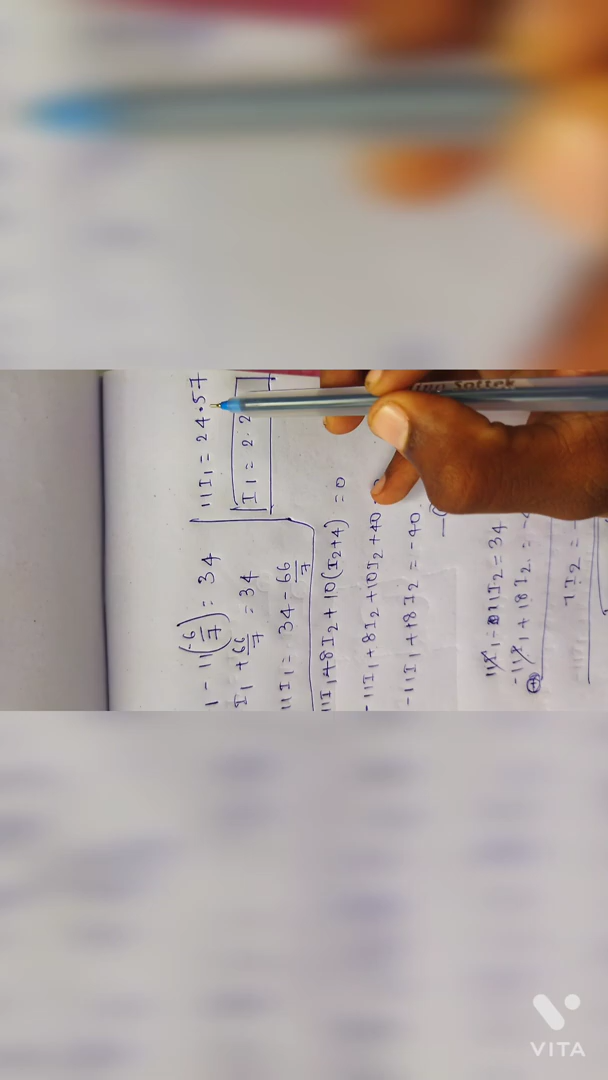 1 - 11(-6/7) = 34
I1 + 66/7 = 34
11I1 = 34 - 66/7
11I1 = 24.57
I1 = 2.2
11I1 + 8I2 + 10(I2+4) = 0
-11I1 + 8I2 + 10I2 + 40
-11I1 + 18I2 = -40
11I1 - 11I2 = 34
-11I1 + 18I2 = -
7I2 = -
Softek
VITA